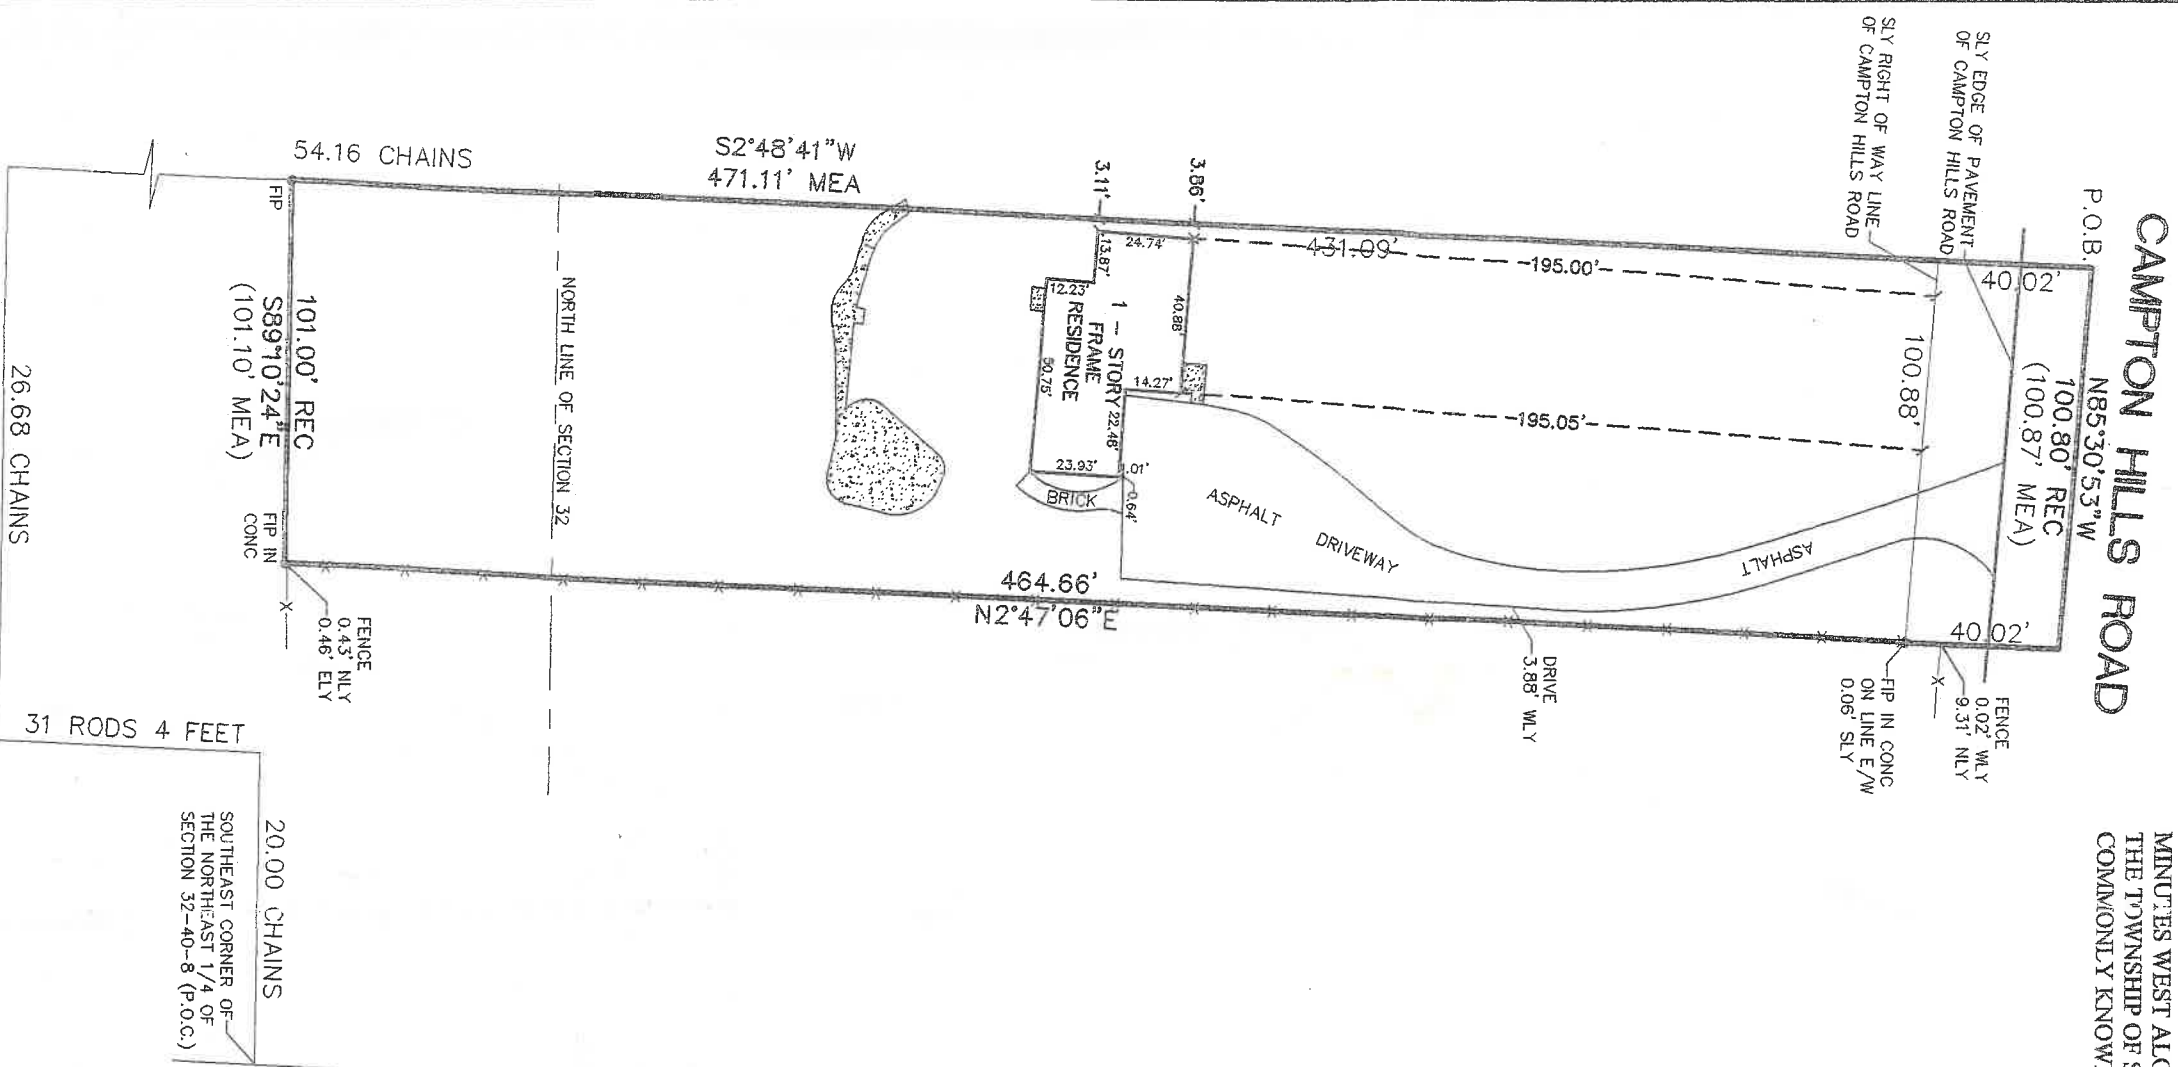 CAMPTON HILLS ROAD
P.O.B.
N85°30'53"W
100.80' REC
(100.87' MEA)
SLY EDGE OF PAVEMENT
OF CAMPTON HILLS ROAD
SLY RIGHT OF WAY LINE
OF CAMPTON HILLS ROAD
40.02'
40.02'
100.88'
FENCE
0.02' WLY
9.31' NLY
X
FIP IN CONC
ON LINE E/W
0.06' SLY
ASPHALT
431.09'
195.00'
195.05'
DRIVE
3.88' WLY
ASPHALT
DRIVEWAY
3.86'
3.11'
24.74'
40.88'
13.87'
12.23'
14.27'
22.46'
.01'
0.64'
23.93'
50.75'
1 - STORY
FRAME
RESIDENCE
BRICK
S2°48'41"W
471.11' MEA
464.66'
N2°47'06"E
NORTH LINE OF SECTION 32
54.16 CHAINS
FIP
101.00' REC
S89°10'24"E
(101.10' MEA)
FIP IN
CONC
X
FENCE
0.43' NLY
0.46' ELY
26.68 CHAINS
31 RODS 4 FEET
20.00 CHAINS
SOUTHEAST CORNER OF
THE NORTHEAST 1/4 OF
SECTION 32-40-8 (P.O.C.)
MINUTES WEST
THE TOWNSHIP OF
COMMONLY